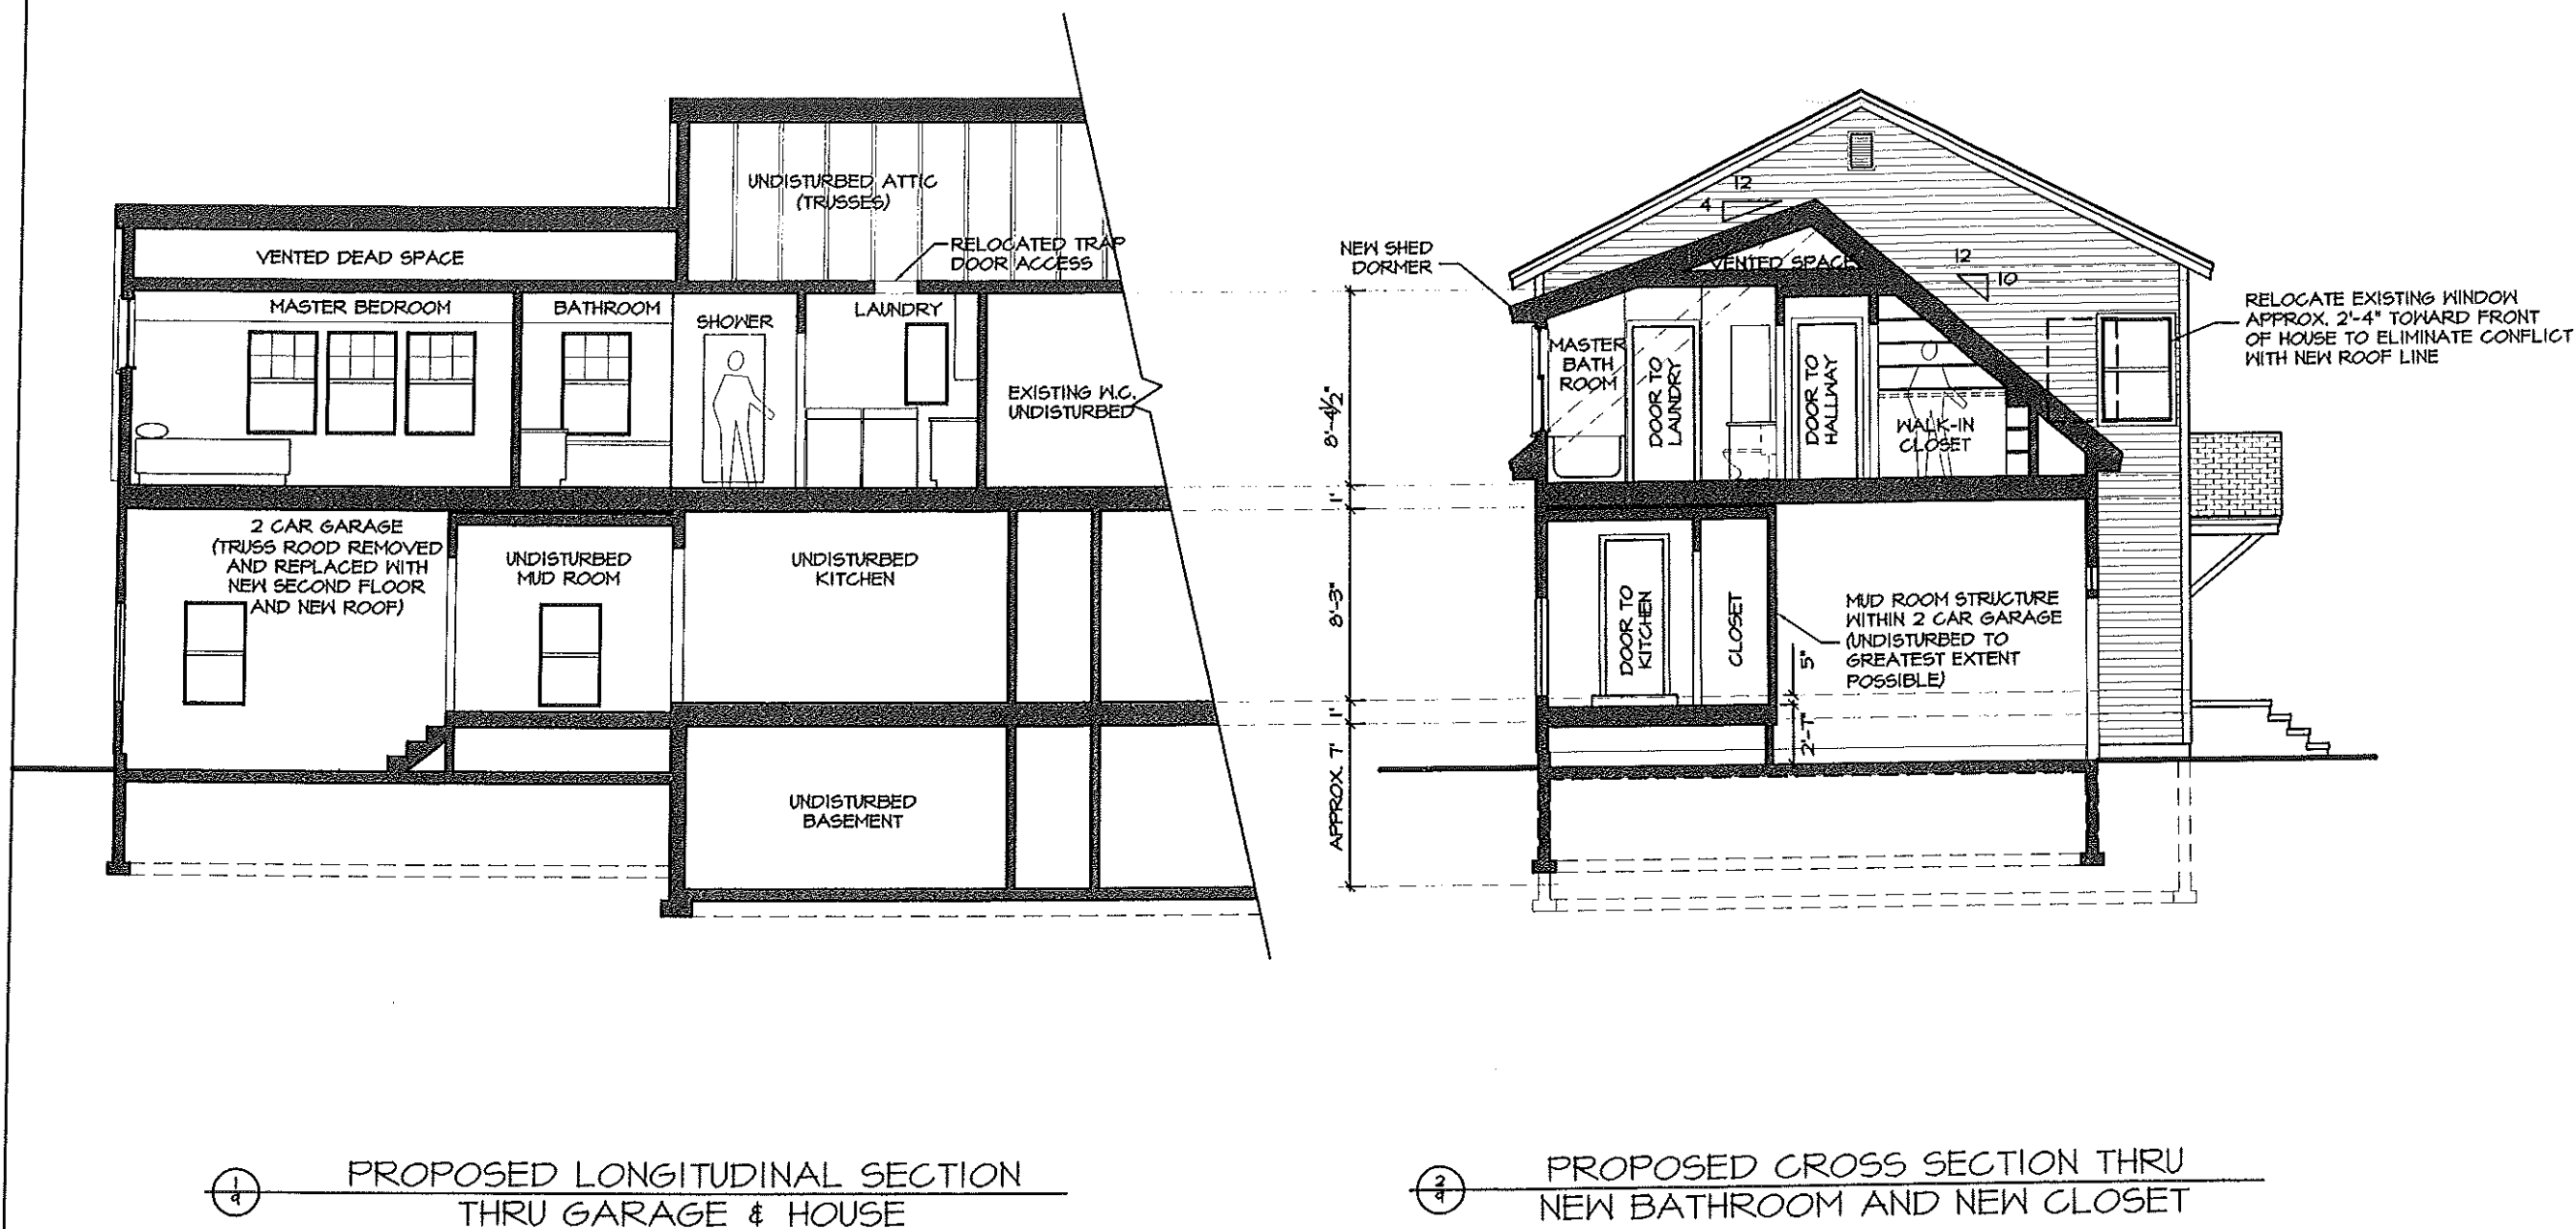 UNDISTURBED ATTIC
(TRUSSES)
VENTED DEAD SPACE
RELOCATED TRAP
DOOR ACCESS
MASTER BEDROOM
BATHROOM
SHOWER
LAUNDRY
EXISTING W.C.
UNDISTURBED
2 CAR GARAGE
(TRUSS ROOD REMOVED
AND REPLACED WITH
NEW SECOND FLOOR
AND NEW ROOF)
UNDISTURBED
MUD ROOM
UNDISTURBED
KITCHEN
UNDISTURBED
BASEMENT
1
9
PROPOSED LONGITUDINAL SECTION
THRU GARAGE & HOUSE
8'-4½"
1'
8'-3"
1'
APPROX. 7'
NEW SHED
DORMER
12
4
VENTED SPACE
12
10
MASTER
BATH
ROOM
DOOR TO
LAUNDRY
DOOR TO
HALLWAY
WALK-IN
CLOSET
RELOCATE EXISTING WINDOW
APPROX. 2'-4" TOWARD FRONT
OF HOUSE TO ELIMINATE CONFLICT
WITH NEW ROOF LINE
DOOR TO
KITCHEN
CLOSET
MUD ROOM STRUCTURE
WITHIN 2 CAR GARAGE
(UNDISTURBED TO
GREATEST EXTENT
POSSIBLE)
5"
2'-7"
2
9
PROPOSED CROSS SECTION THRU
NEW BATHROOM AND NEW CLOSET